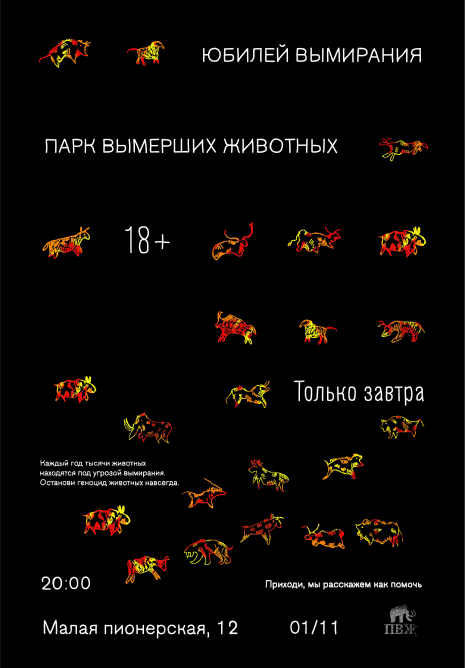 ЮБИЛЕЙ ВЫМИРАНИЯ
ПАРК ВЫМЕРШИХ ЖИВОТНЫХ
18+
Только завтра
Каждый год тысячи животных
находятся под угрозой вымирания.
Останови геноцид животных навсегда.
20:00
Приходи, мы расскажем как помочь
Малая пионерская, 12
01/11
ПВЖ